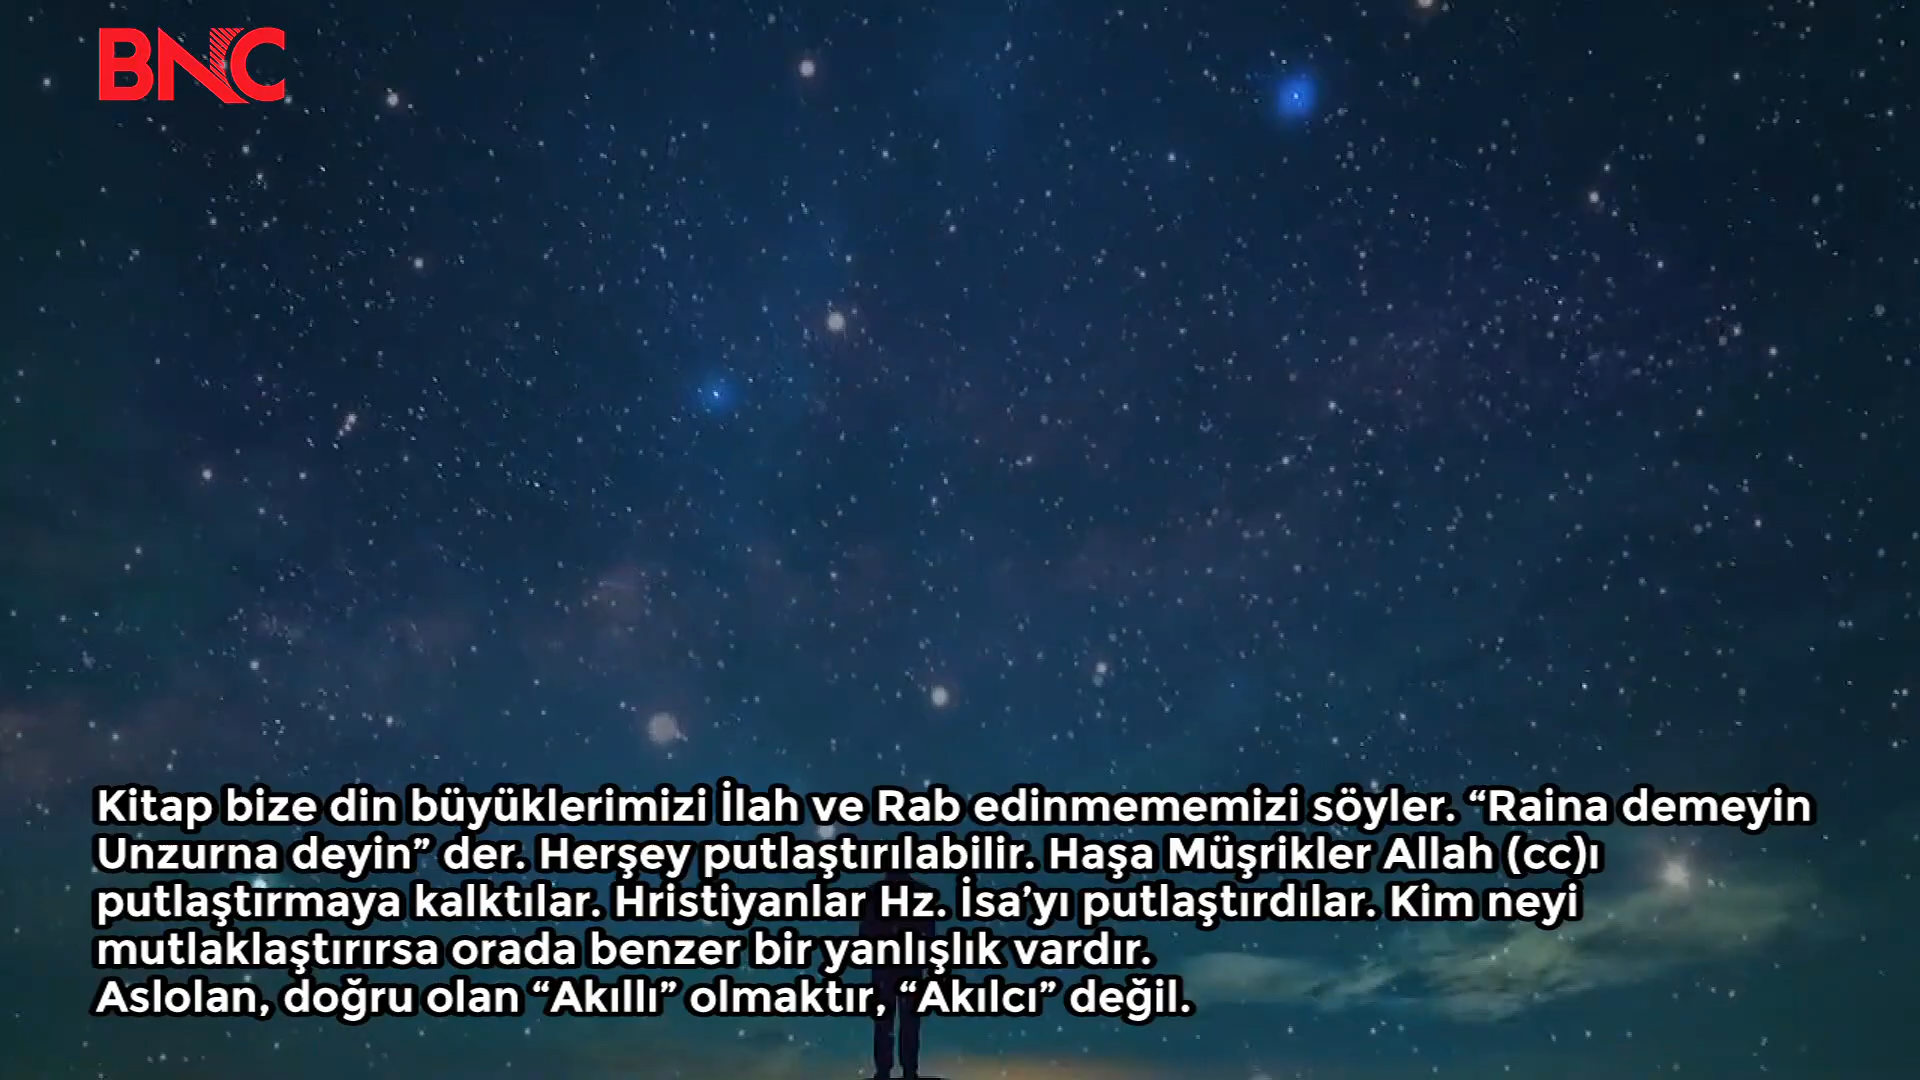 BNC
Kitap bize din büyüklerimizi İlah ve Rab edinmememizi söyler. “Raina demeyin
Unzurna deyin” der. Herşey putlaştırılabilir. Haşa Müşrikler Allah (cc)ı
putlaştırmaya kalktılar. Hristiyanlar Hz. İsa’yı putlaştırdılar. Kim neyi
mutlaklaştırırsa orada benzer bir yanlışlık vardır.
Aslolan, doğru olan “Akıllı” olmaktır, “Akılcı” değil.